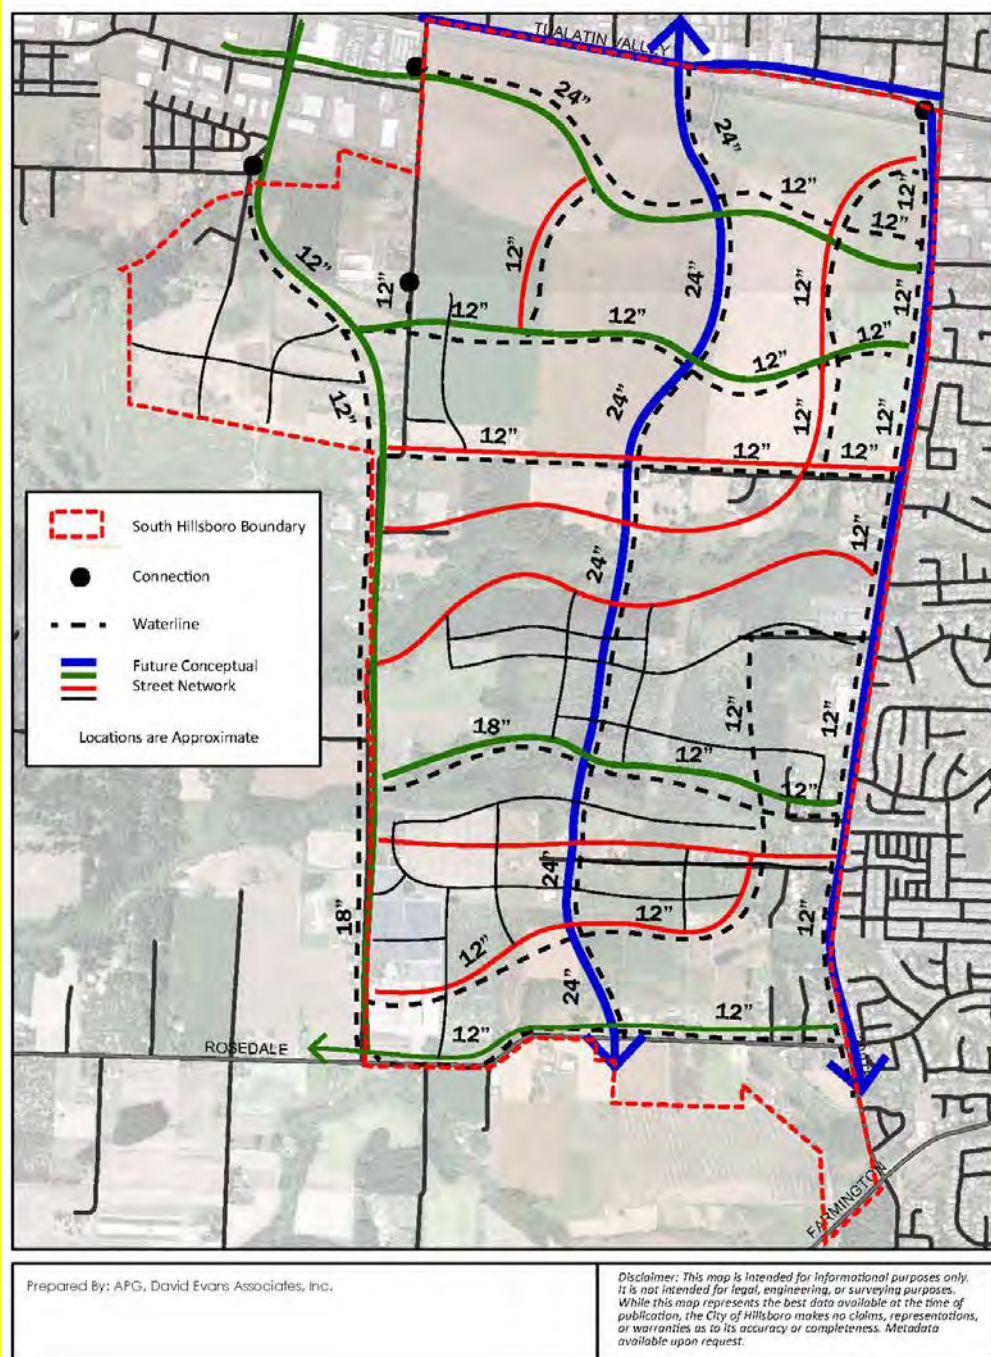 TUALATIN VALLEY
24"
24"
12"
12"
12"
12"
12"
12"
24"
12"
12"
12"
12"
12"
12"
12"
12"
24"
12"
12"
12"
12"
12"
12"
South Hillsboro Boundary
Connection
Waterline
Future Conceptual
Street Network
Locations are Approximate
12"
24"
12"
12"
18"
12"
12"
24"
18"
12"
12"
12"
24"
12"
12"
ROSEDALE
FARMINGTON
Prepared By: APG, David Evans Associates, Inc.
Disclaimer: This map is intended for informational purposes only.
It is not intended for legal, engineering, or surveying purposes.
While this map represents the best data available at the time of
publication, the City of Hillsboro makes no claims, representations,
or warranties as to its accuracy or completeness. Metadata
available upon request.